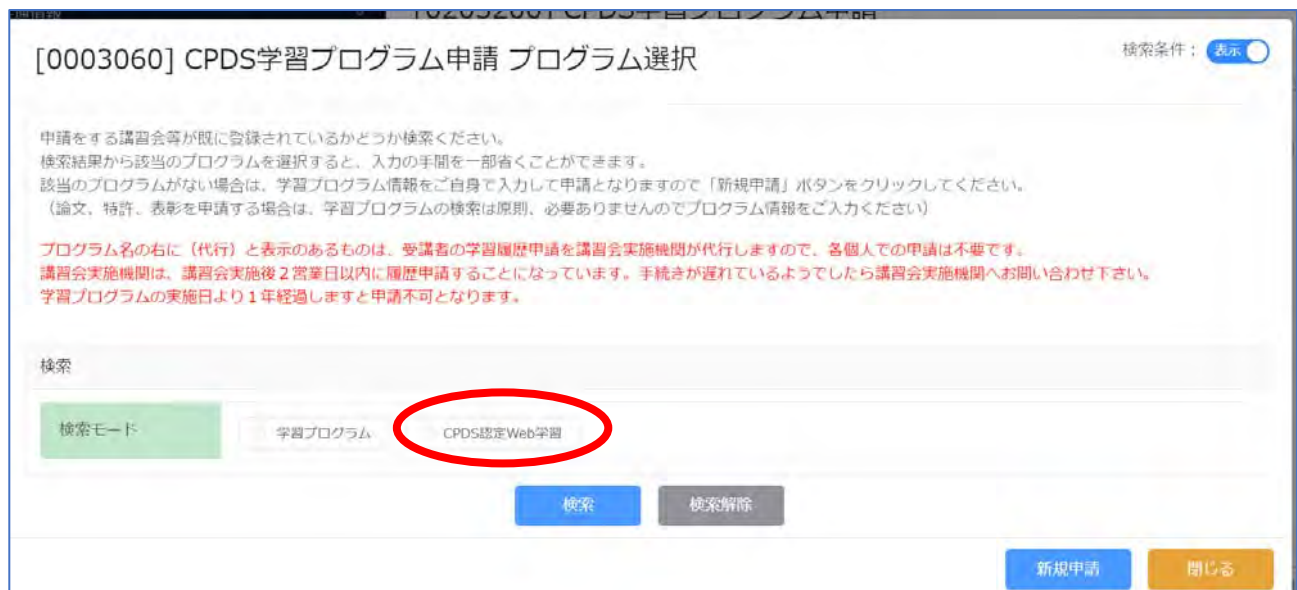 [0003060] CPDS学習プログラム申請 プログラム選択
検索条件： 表示
申請をする講習会等が既に登録されているかどうか検索ください。
検索結果から該当のプログラムを選択すると、入力の手間を一部省くことができます。
該当のプログラムがない場合は、学習プログラム情報をご自身で入力して申請となりますので「新規申請」ボタンをクリックしてください。
（論文、特許、表彰を申請する場合は、学習プログラムの検索は原則、必要ありませんのでプログラム情報をご入力ください）
プログラム名の右に（代行）と表示のあるものは、受講者の学習履歴申請を講習会実施機関が代行しますので、各個人での申請は不要です。
講習会実施機関は、講習会実施後２営業日以内に履歴申請することになっています。手続きが遅れているようでしたら講習会実施機関へお問い合わせ下さい。
学習プログラムの実施日より１年経過しますと申請不可となります。
検索
検索モード 学習プログラム CPDS認定Web学習
検索 検索解除
新規申請 閉じる